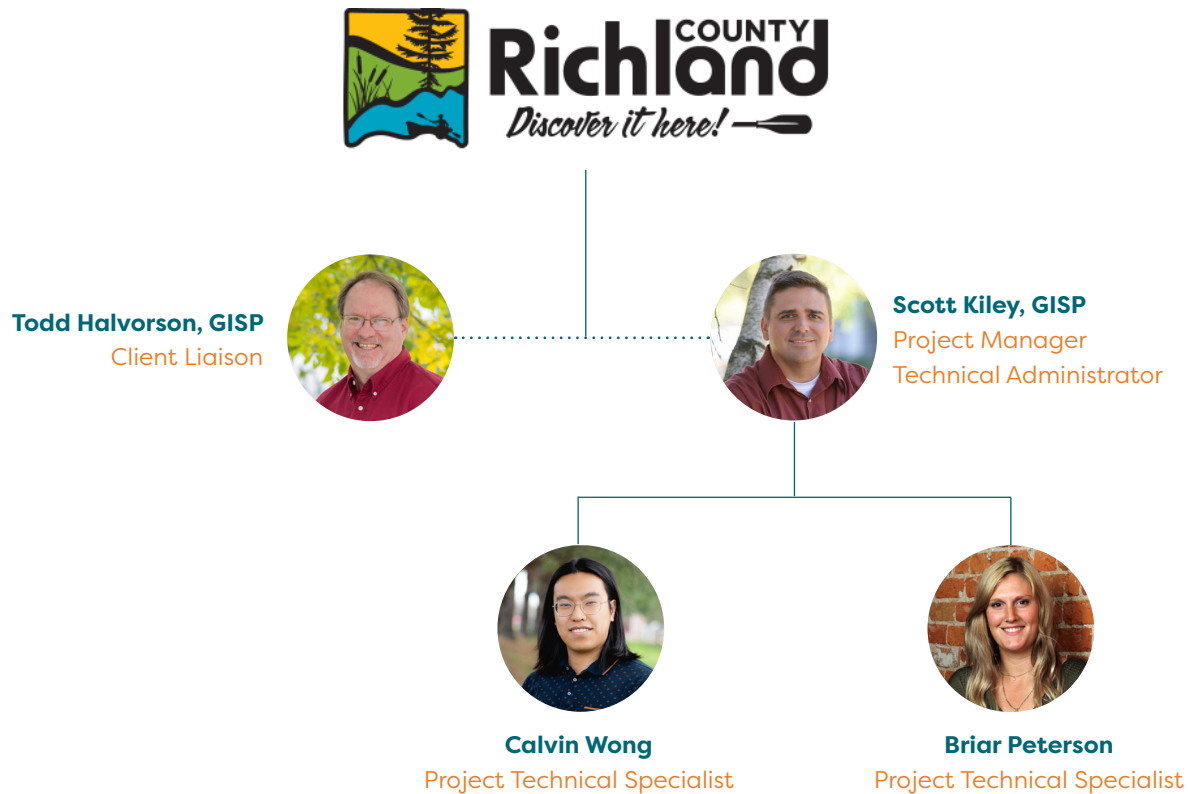 COUNTY
Richland
Discover it here!
Todd Halvorson, GISP
Client Liaison
Scott Kiley, GISP
Project Manager
Technical Administrator
Calvin Wong
Project Technical Specialist
Briar Peterson
Project Technical Specialist